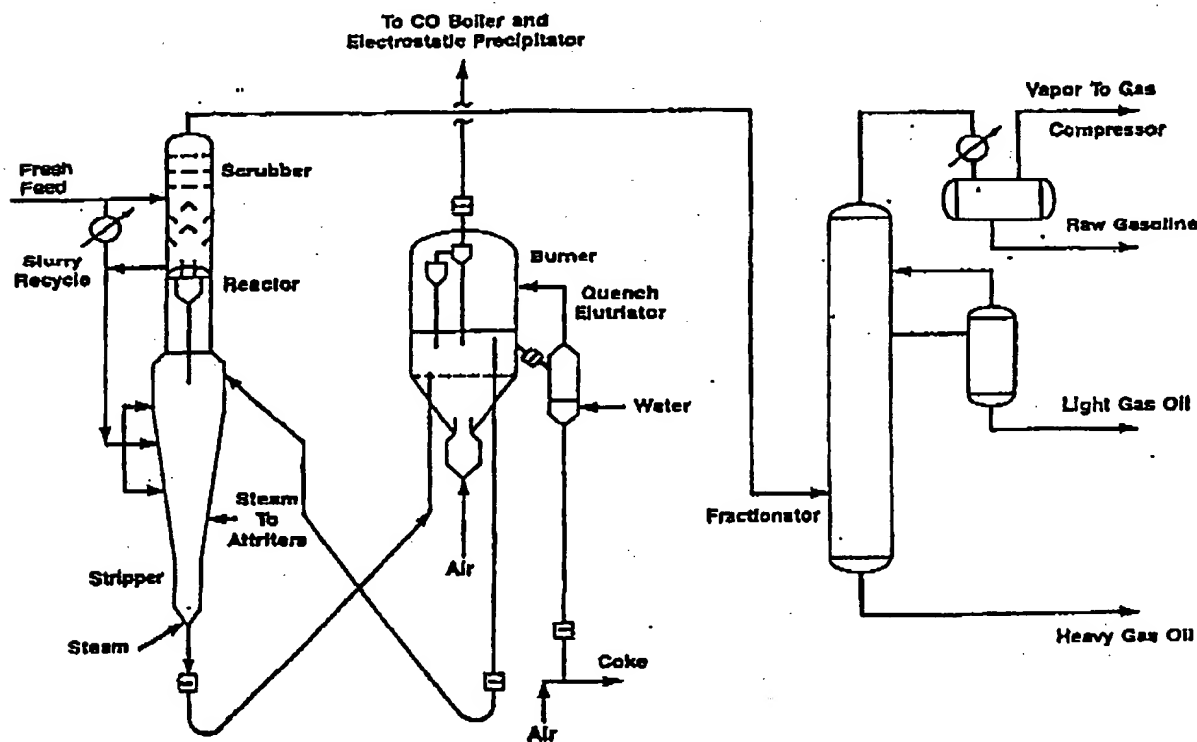 To CO Boiler and
Electrostatic Precipitator
Vapor To Gas
Compressor
Scrubber
Fresh
Feed
Raw Gasoline
Burner
Slurry
Recycle
Reactor
Quench
Elutriator
Water
Light Gas Oil
Steam
To
Attriters
Fractionator
Air
Stripper
Steam
Heavy Gas Oil
Coke
Air